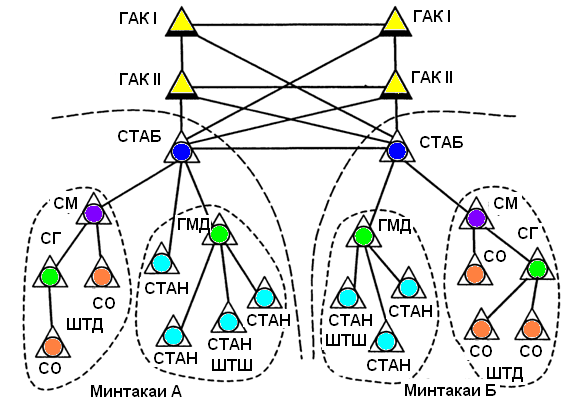 ГАК I ГАК I
ГАК II ГАК II
СТАБ СТАБ
СМ СМ
СГ ГМД ГМД СГ
СО
СТАН СТАН
СО СТАН СТАН СТАН
ШТД СТАН ШТШ СО СО
СО СТАН ШТШ СТАН ШТД
Минтакаи А Минтакаи Б